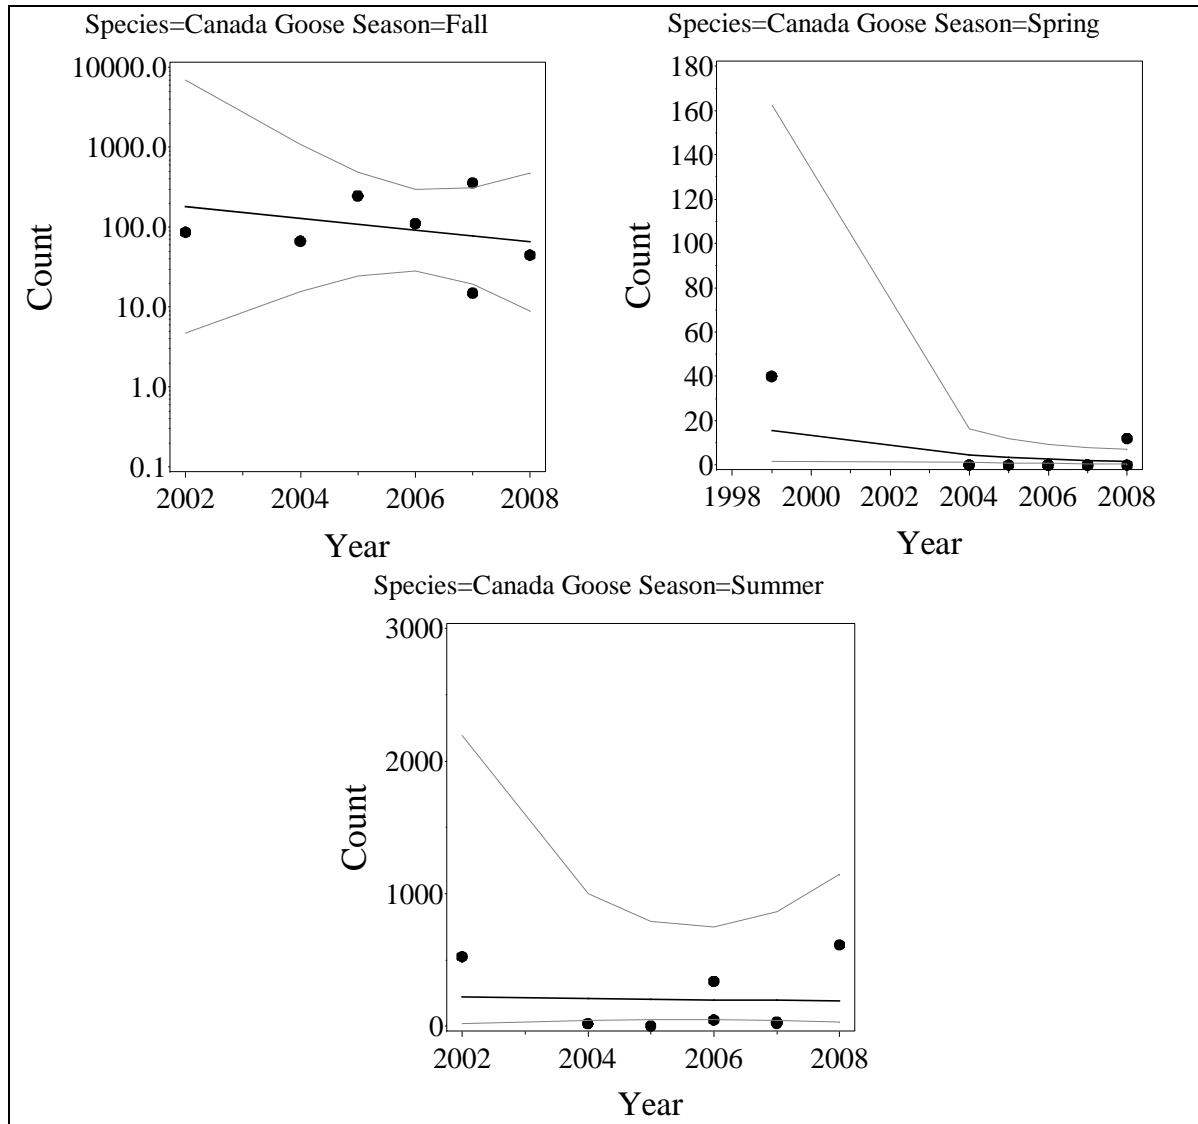 Species=Canada Goose Season=Fall
10000.0
1000.0
100.0
10.0
1.0
0.1
Count
2002 2004 2006 2008
Year
Species=Canada Goose Season=Spring
180
160
140
120
100
80
60
40
20
0
Count
1998 2000 2002 2004 2006 2008
Year
Species=Canada Goose Season=Summer
3000
2000
1000
0
Count
2002 2004 2006 2008
Year